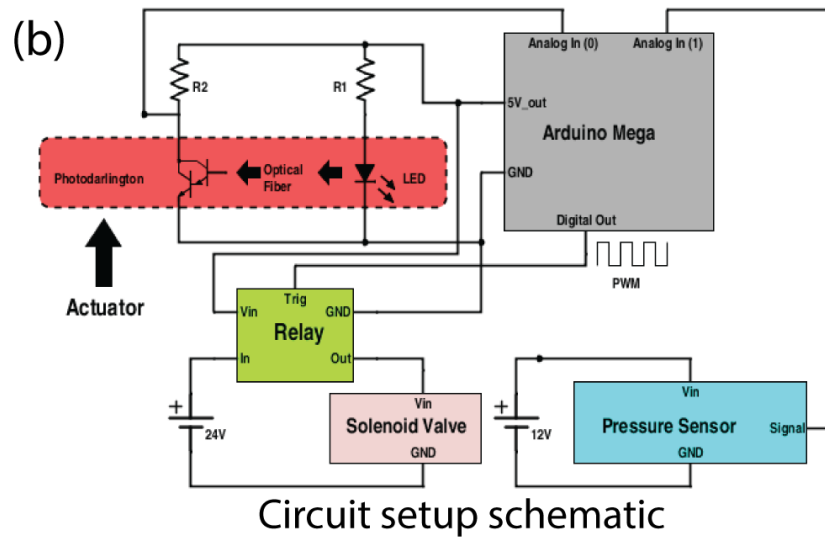 (b)
Analog In (0)
Analog In (1)
R2
R1
5V_out
Arduino Mega
Photodarlington
Optical
Fiber
LED
GND
Digital Out
PWM
Actuator
Trig
Vin
GND
Relay
In
Out
24V
Vin
Solenoid Valve
GND
12V
Vin
Pressure Sensor
Signal
GND
Circuit setup schematic